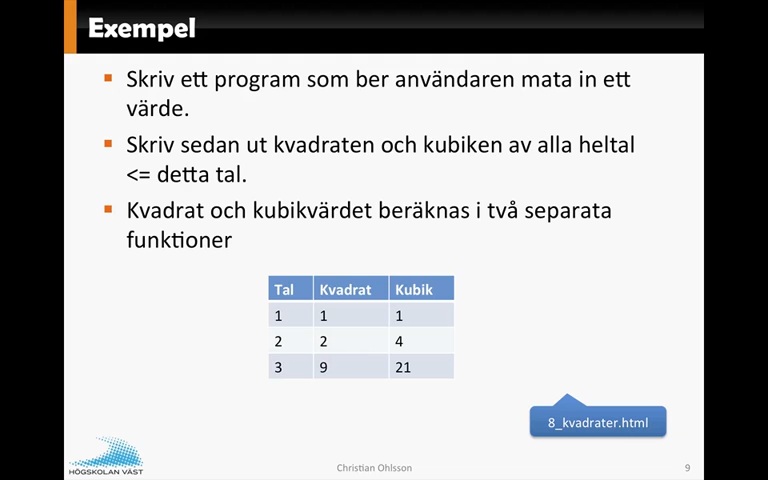 Exempel
Skriv ett program som ber användaren mata in ett
värde.
Skriv sedan ut kvadraten och kubiken av alla heltal
<= detta tal.
Kvadrat och kubikvärdet beräknas i två separata
funktioner
Tal Kvadrat Kubik
1 1 1
2 2 4
3 9 21
8_kvadrater.html
HÖGSKOLAN VÄST
Christian Ohlsson
9